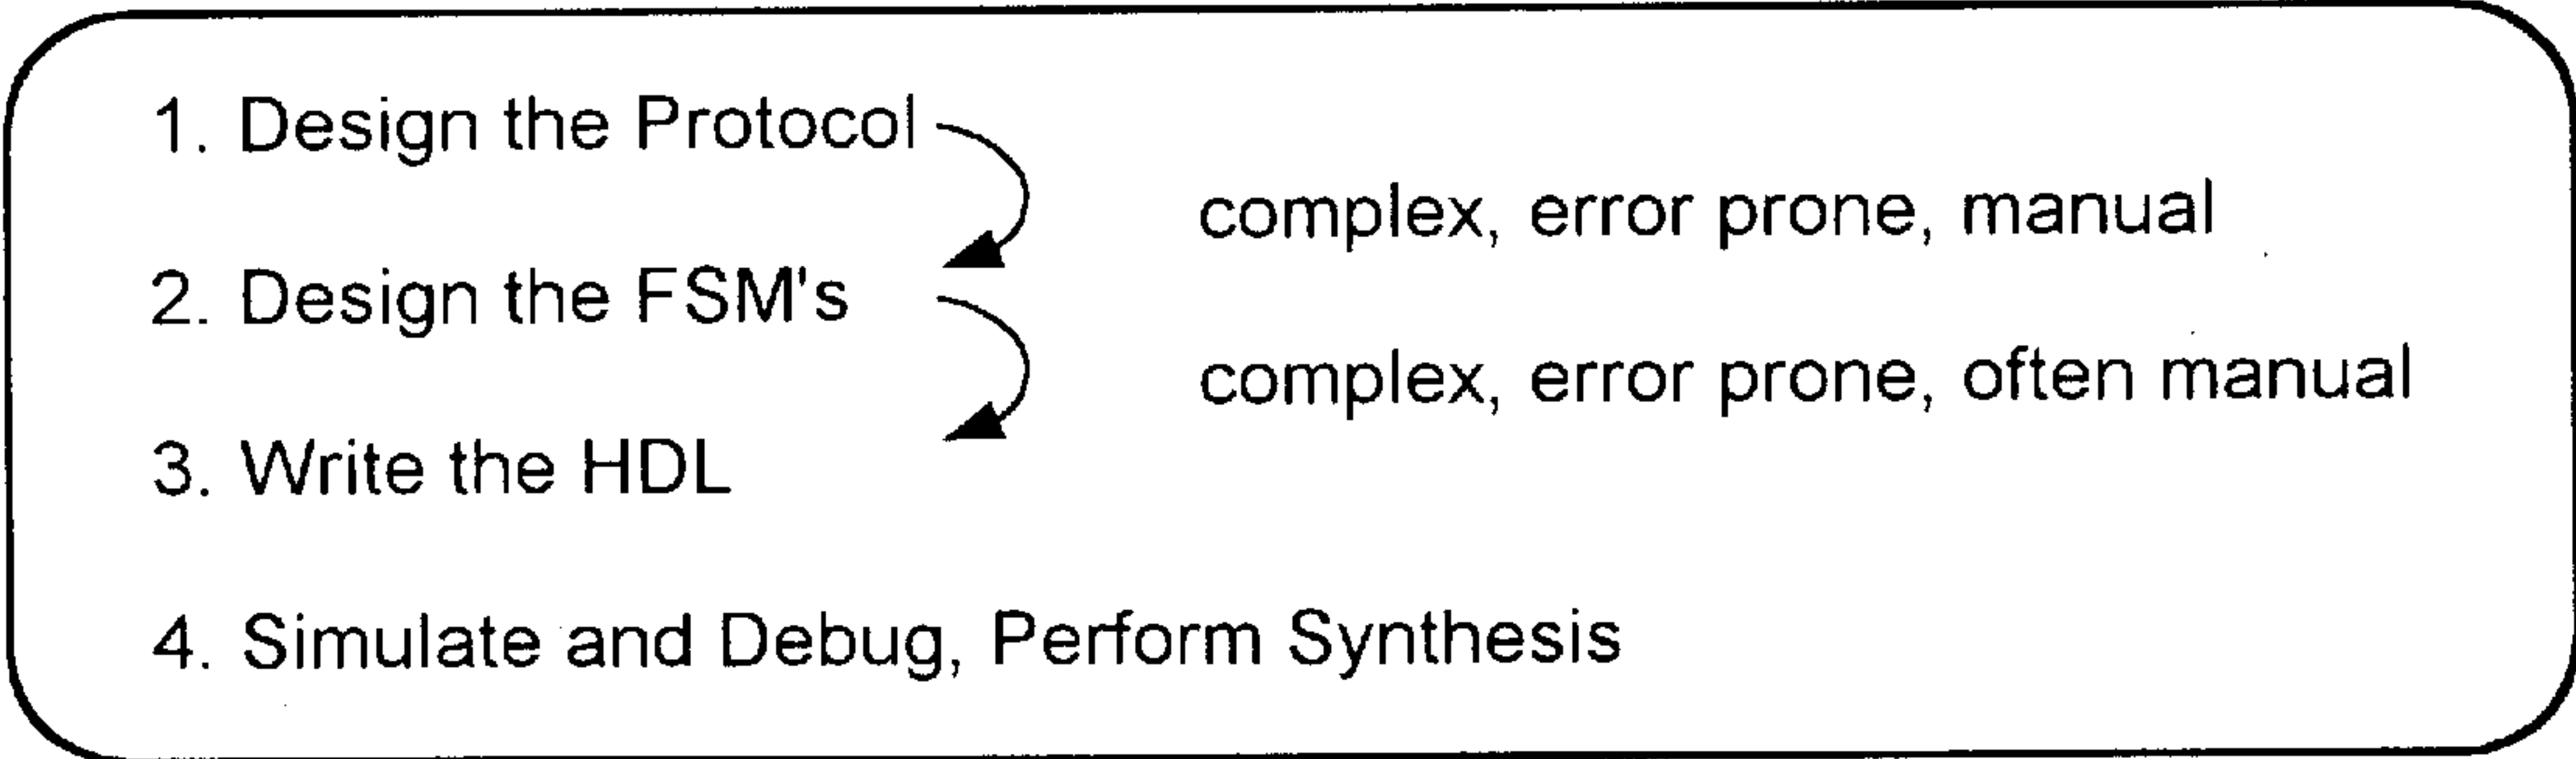 1. Design the Protocol
complex, error prone, manual
2. Design the FSM's
complex, error prone, often manual
3. Write the HDL
4. Simulate and Debug, Perform Synthesis